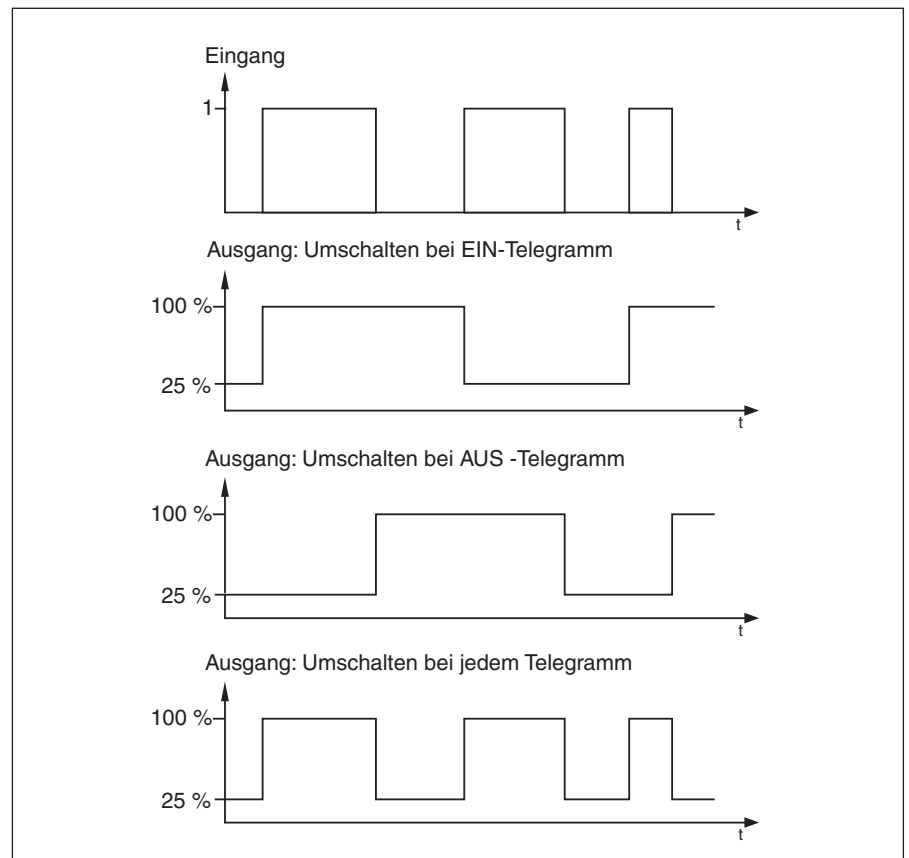 Eingang
1
t
Ausgang: Umschalten bei EIN-Telegramm
100 %
25 %
t
Ausgang: Umschalten bei AUS -Telegramm
100 %
25 %
t
Ausgang: Umschalten bei jedem Telegramm
100 %
25 %
t